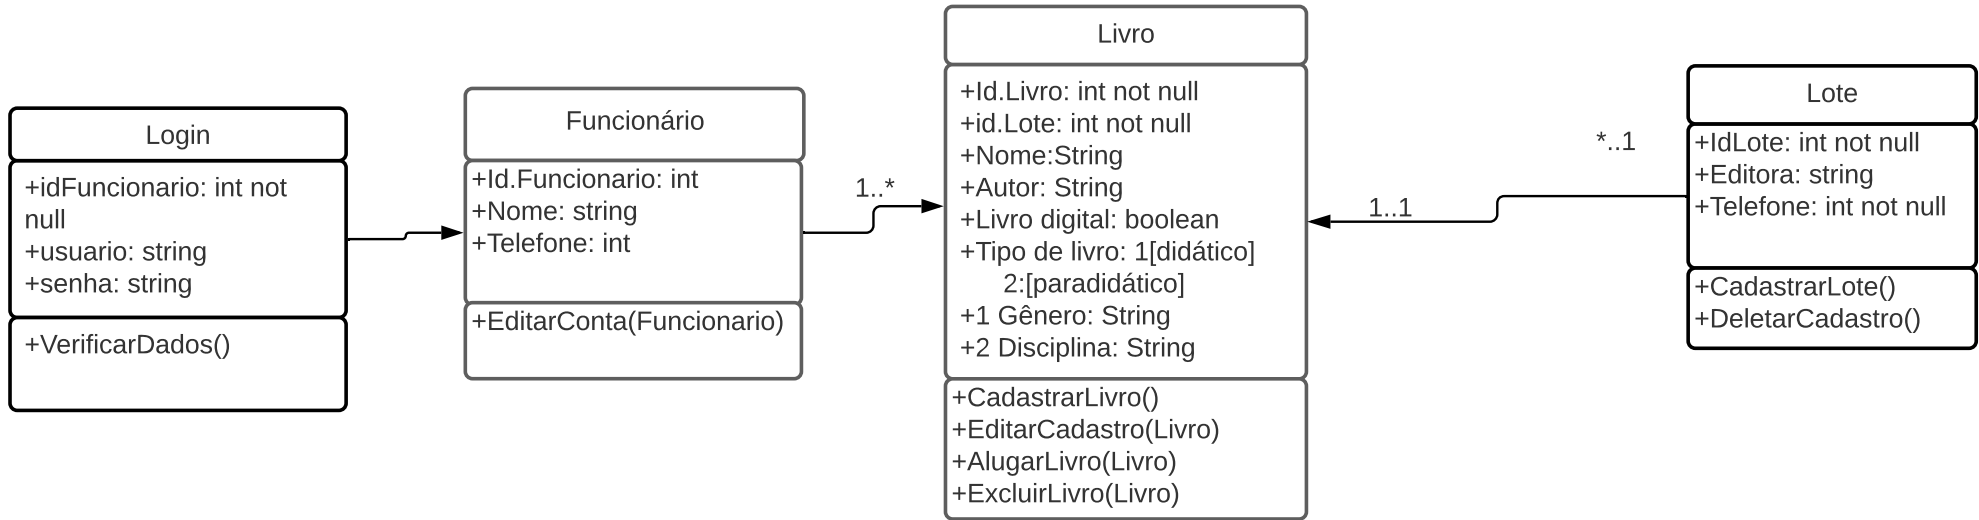 Login
+idFuncionario: int not
null
+usuario: string
+senha: string
+VerificarDados()
Funcionário
+Id.Funcionario: int
+Nome: string
+Telefone: int
+EditarConta(Funcionario)
1..*
Livro
+Id.Livro: int not null
+id.Lote: int not null
+Nome:String
+Autor: String
+Livro digital: boolean
+Tipo de livro: 1[didático]
2:[paradidático]
+1 Gênero: String
+2 Disciplina: String
+CadastrarLivro()
+EditarCadastro(Livro)
+AlugarLivro(Livro)
+ExcluirLivro(Livro)
1..1
*..1
Lote
+IdLote: int not null
+Editora: string
+Telefone: int not null
+CadastrarLote()
+DeletarCadastro()